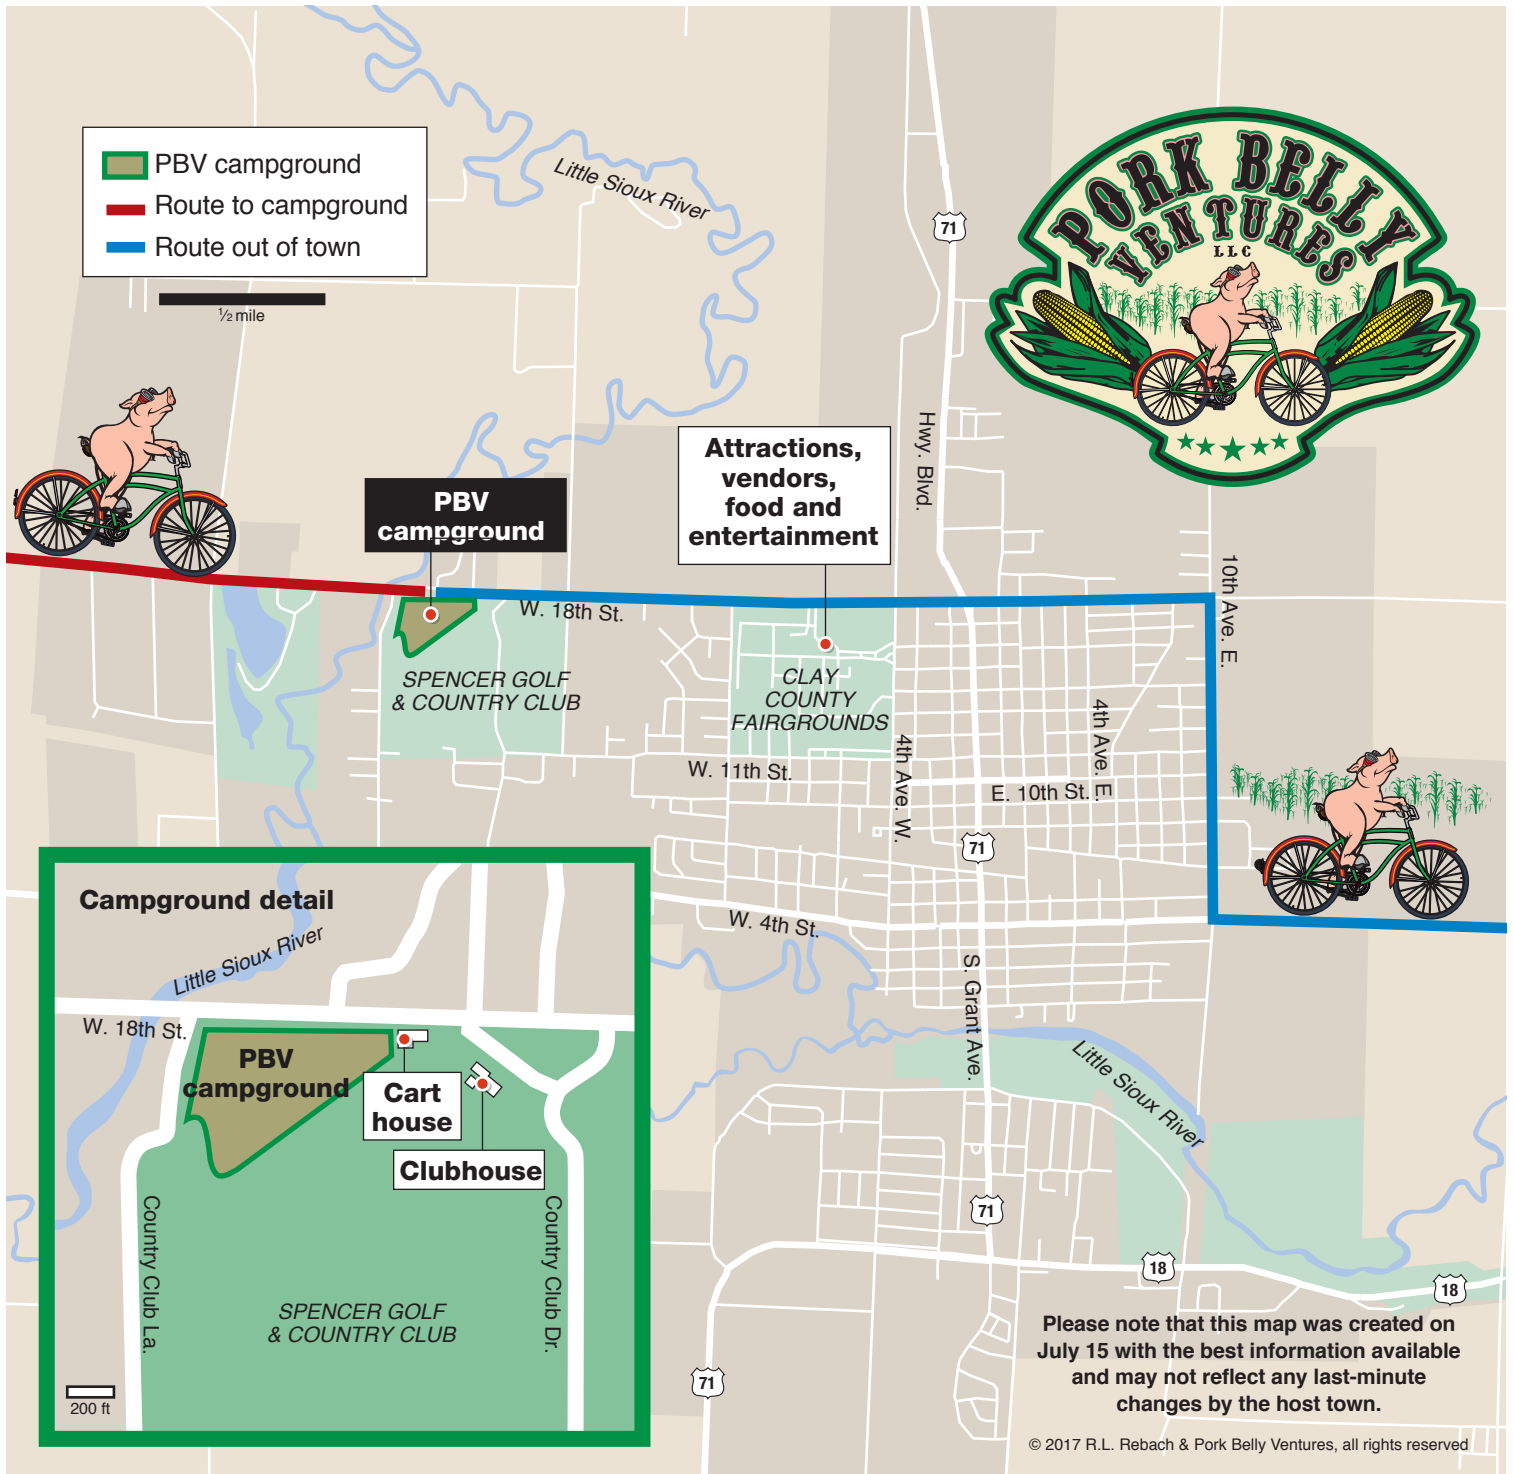 PBV campground
Route to campground
Route out of town
½ mile
Little Sioux River
71
PORK BELLY
VENTURES
LLC
Hwy. Blvd.
Attractions,
vendors,
food and
entertainment
PBV
campground
W. 18th St.
10th Ave. E.
SPENCER GOLF
& COUNTRY CLUB
CLAY
COUNTY
FAIRGROUNDS
4th Ave. E.
4th Ave. W.
W. 11th St.
E. 10th St.
71
W. 4th St.
S. Grant Ave.
Little Sioux River
71
18
18
71
Campground detail
Little Sioux River
W. 18th St.
PBV
campground
Cart
house
Clubhouse
Country Club La.
Country Club Dr.
SPENCER GOLF
& COUNTRY CLUB
200 ft
Please note that this map was created on
July 15 with the best information available
and may not reflect any last-minute
changes by the host town.
© 2017 R.L. Rebach & Pork Belly Ventures, all rights reserved